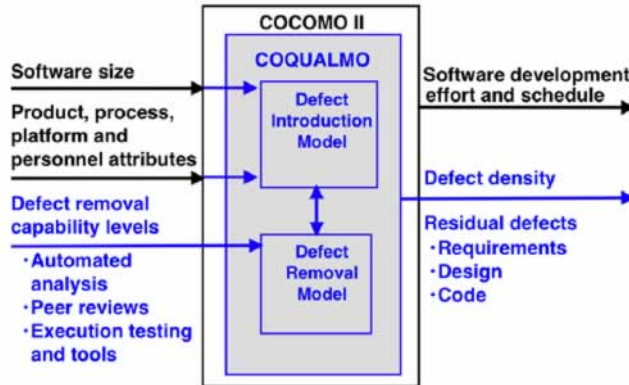 COCOMO II
COQUALMO
Software size
Product, process,
platform and
personnel attributes
Defect removal
capability levels
•Automated
analysis
•Peer reviews
•Execution testing
and tools
Defect
Introduction
Model
Defect
Removal
Model
Software development
effort and schedule
Defect density
Residual defects
•Requirements
•Design
•Code